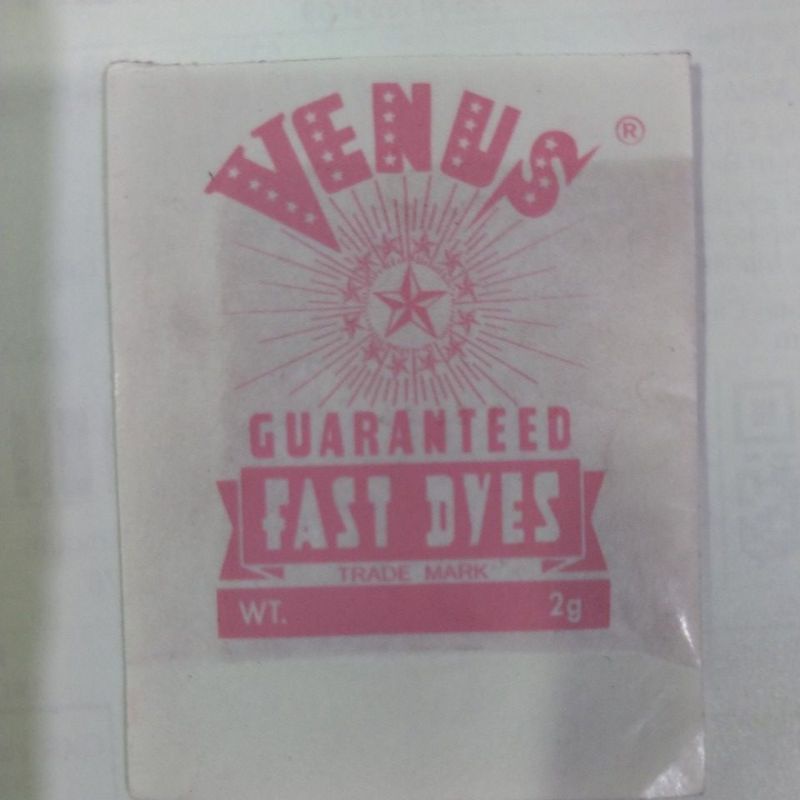 VENUS ®
GUARANTEED
FAST DYES
TRADE MARK
WT. 2g